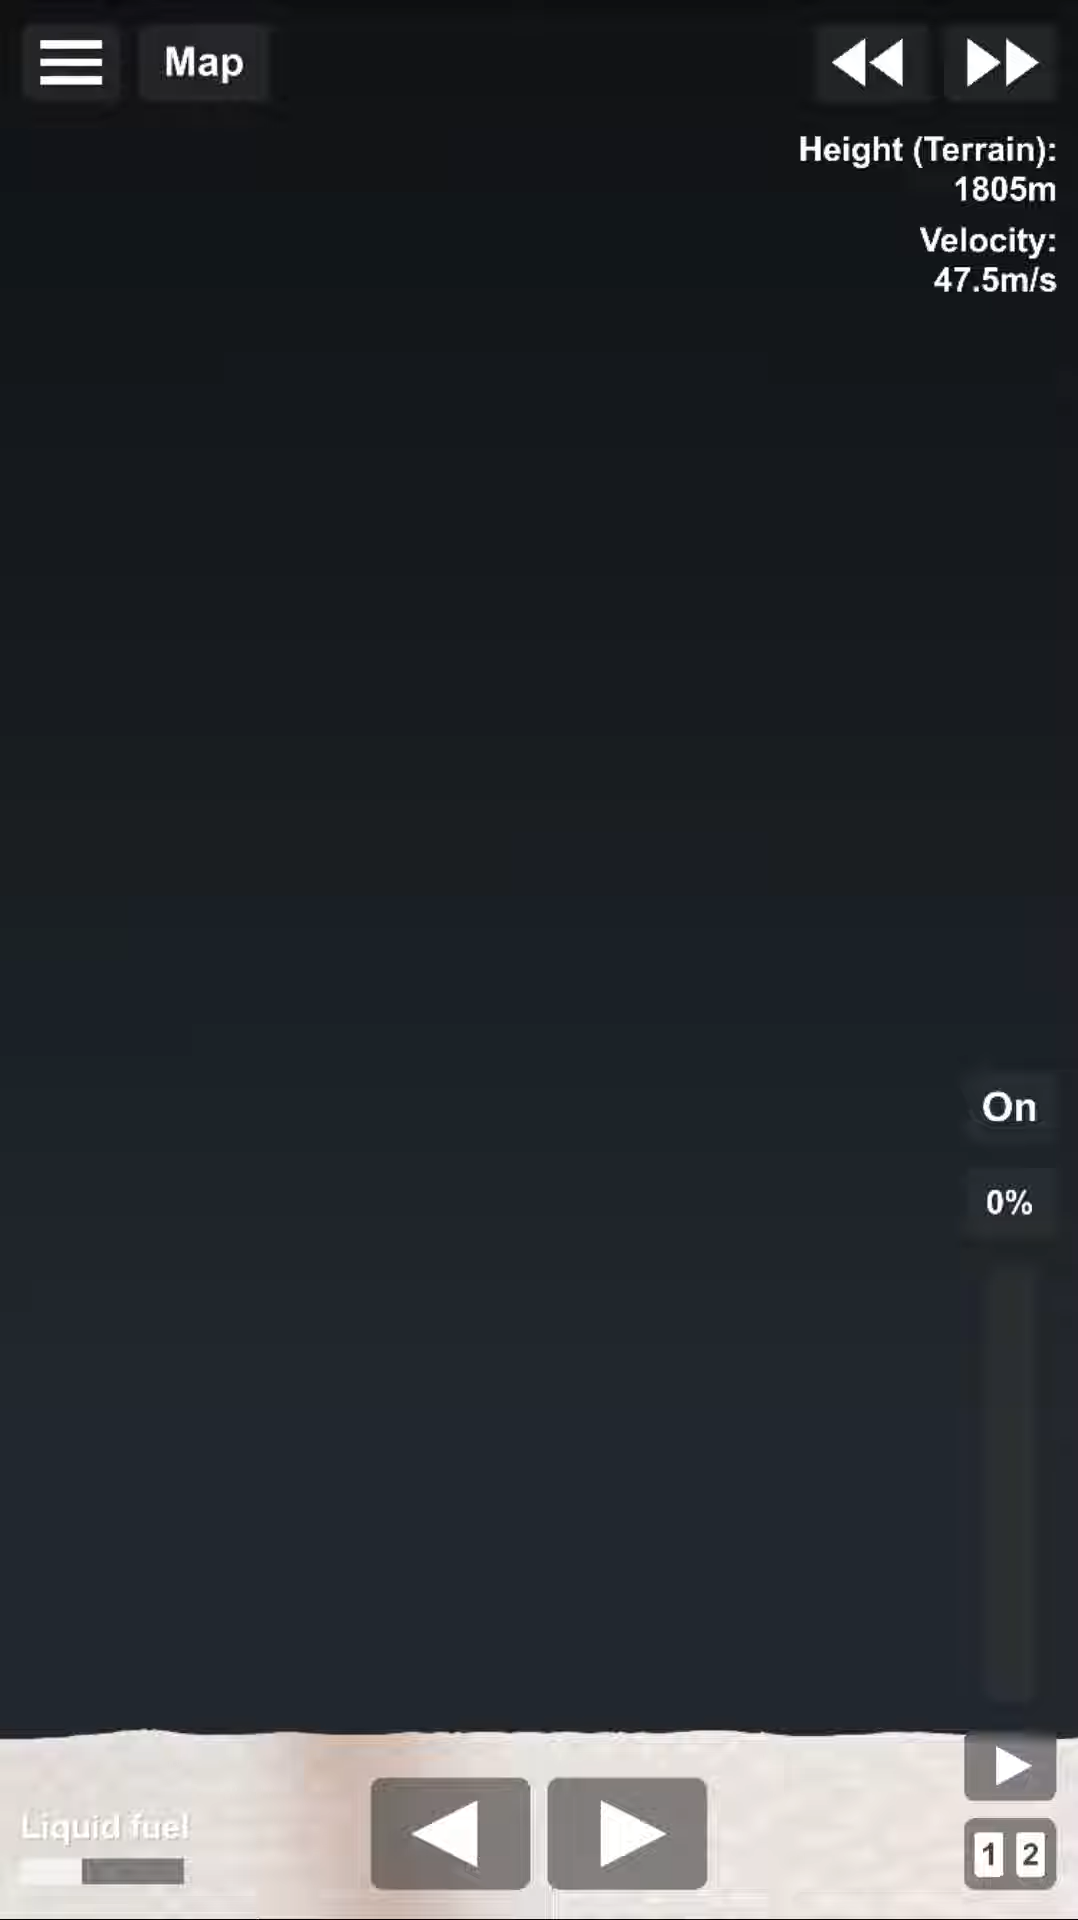 Map
Height (Terrain):
1805m
Velocity:
47.5m/s
On
0%
Liquid fuel
1 2